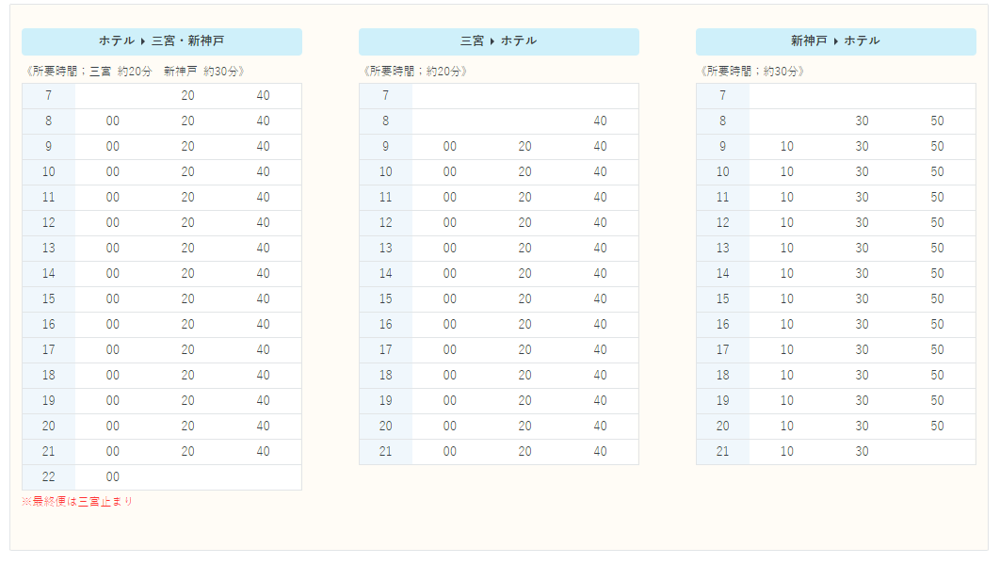 ホテル ▸ 三宮・新神戸
《所要時間；三宮 約20分　新神戸 約30分》
7 20 40
8 00 20 40
9 00 20 40
10 00 20 40
11 00 20 40
12 00 20 40
13 00 20 40
14 00 20 40
15 00 20 40
16 00 20 40
17 00 20 40
18 00 20 40
19 00 20 40
20 00 20 40
21 00 20 40
22 00
※最終便は三宮止まり
三宮 ▸ ホテル
《所要時間；約20分》
7
8 40
9 00 20 40
10 00 20 40
11 00 20 40
12 00 20 40
13 00 20 40
14 00 20 40
15 00 20 40
16 00 20 40
17 00 20 40
18 00 20 40
19 00 20 40
20 00 20 40
21 00 20 40
新神戸 ▸ ホテル
《所要時間；約30分》
7
8 30 50
9 10 30 50
10 10 30 50
11 10 30 50
12 10 30 50
13 10 30 50
14 10 30 50
15 10 30 50
16 10 30 50
17 10 30 50
18 10 30 50
19 10 30 50
20 10 30 50
21 10 30